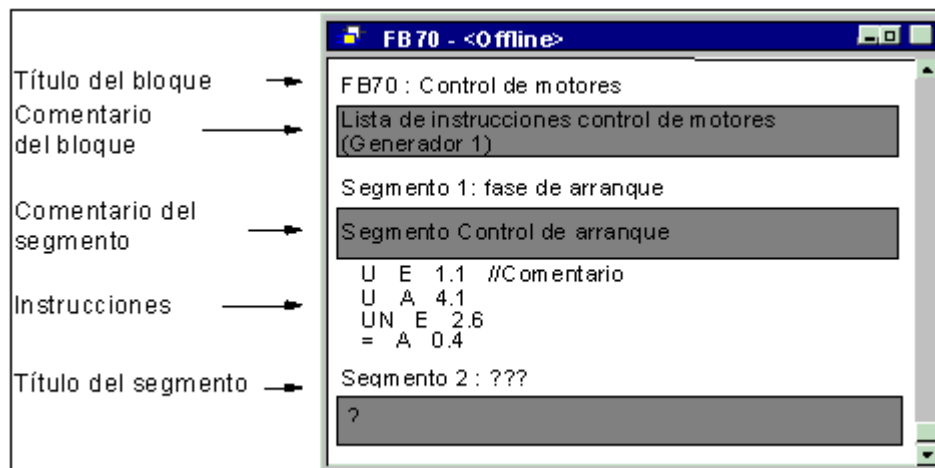 FB70 - <Offline>
Título del bloque
FB70 : Control de motores
Comentario
del bloque
Lista de instrucciones control de motores
(Generador 1)
Segmento 1: fase de arranque
Comentario del
segmento
Segmento Control de arranque
Instrucciones
U E 1.1 //Comentario
U A 4.1
UN E 2.6
= A 0.4
Título del segmento
Segmento 2 : ???
?